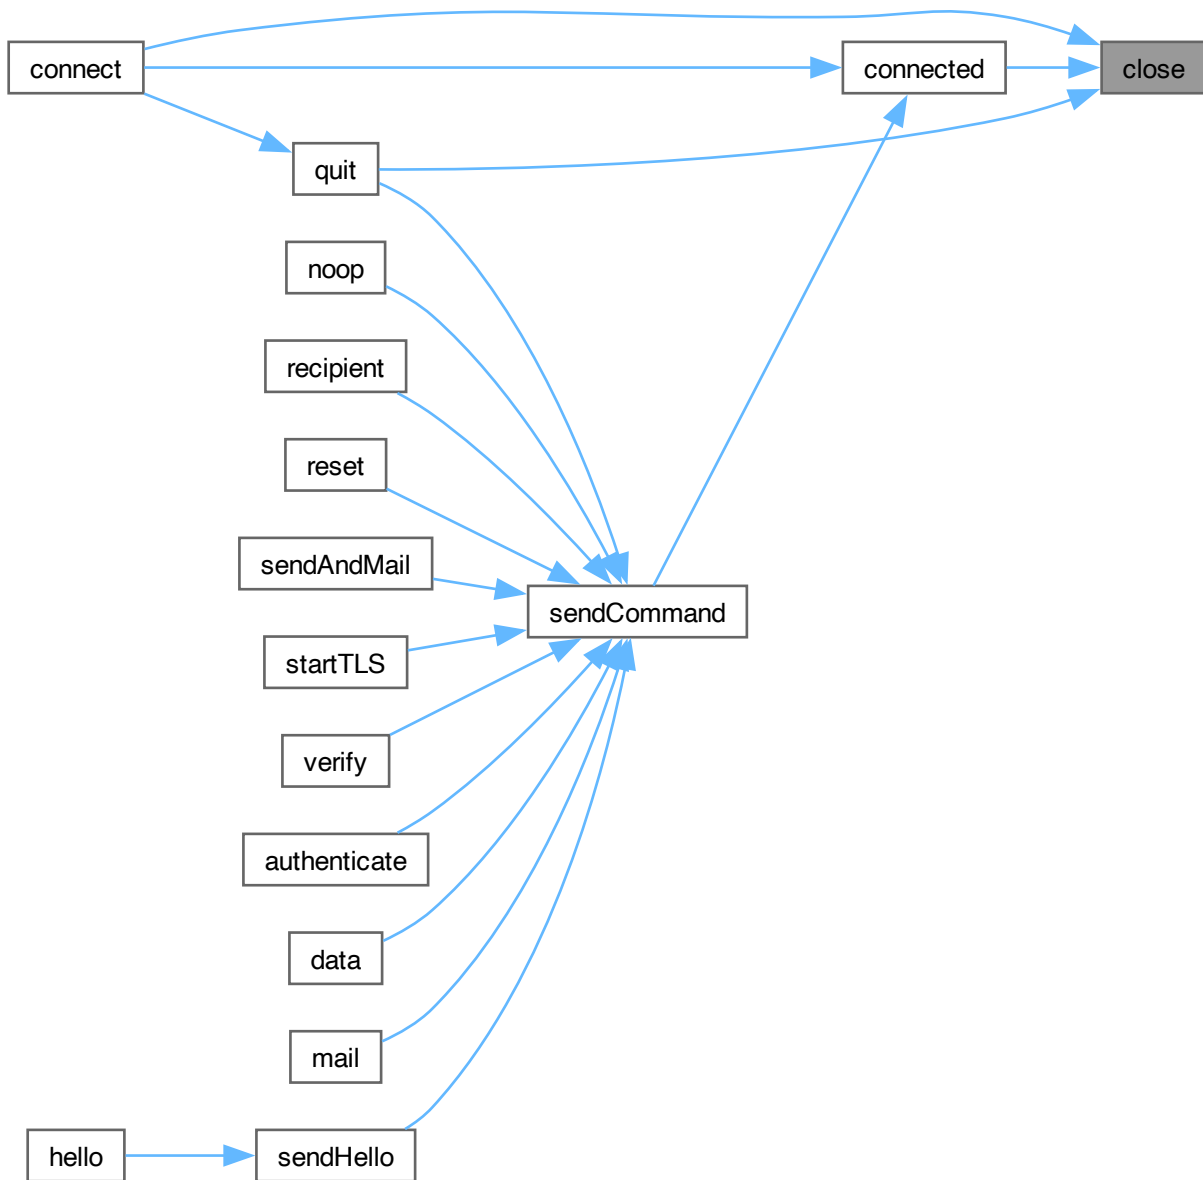 connect
connected
close
quit
noop
recipient
reset
sendAndMail
sendCommand
startTLS
verify
authenticate
data
mail
hello
sendHello